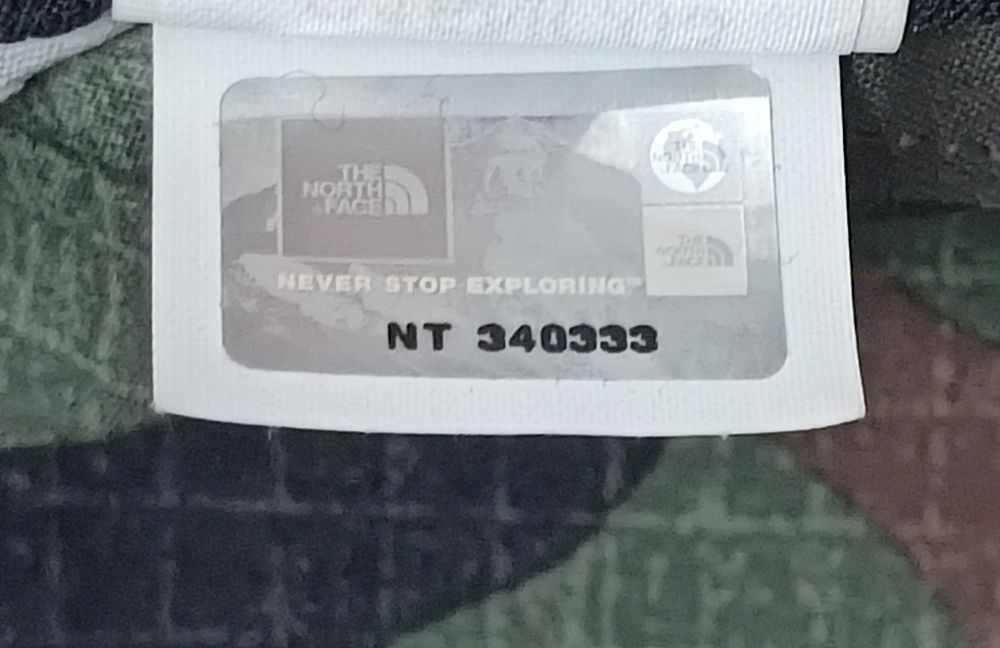 THE
NORTH
FACE
THE
NORTH
FACE
THE
NORTH
FACE
NEVER STOP EXPLORING™
NT 340333